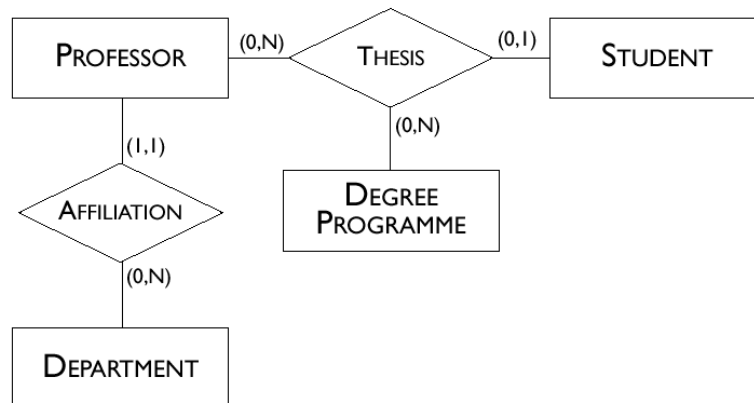 PROFESSOR
(0,N)
THESIS
(0,1)
STUDENT
(1,1)
(0,N)
AFFILIATION
DEGREE
PROGRAMME
(0,N)
DEPARTMENT